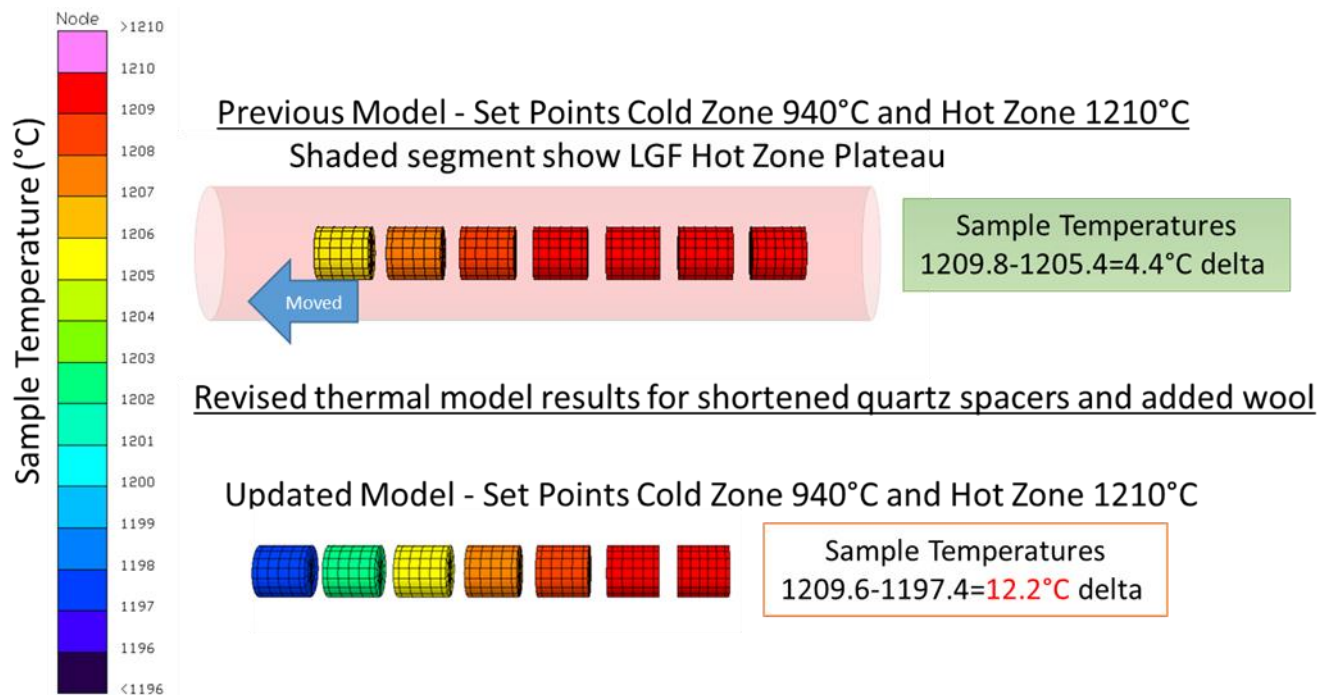 Node
>1210
1210
1209
1208
1207
1206
1205
1204
1203
1202
1201
1200
1199
1198
1197
1196
<1196
Sample Temperature (°C)
Previous Model - Set Points Cold Zone 940°C and Hot Zone 1210°C
Shaded segment show LGF Hot Zone Plateau
Moved
Sample Temperatures
1209.8-1205.4=4.4°C delta
Revised thermal model results for shortened quartz spacers and added wool
Updated Model - Set Points Cold Zone 940°C and Hot Zone 1210°C
Sample Temperatures
1209.6-1197.4=12.2°C delta